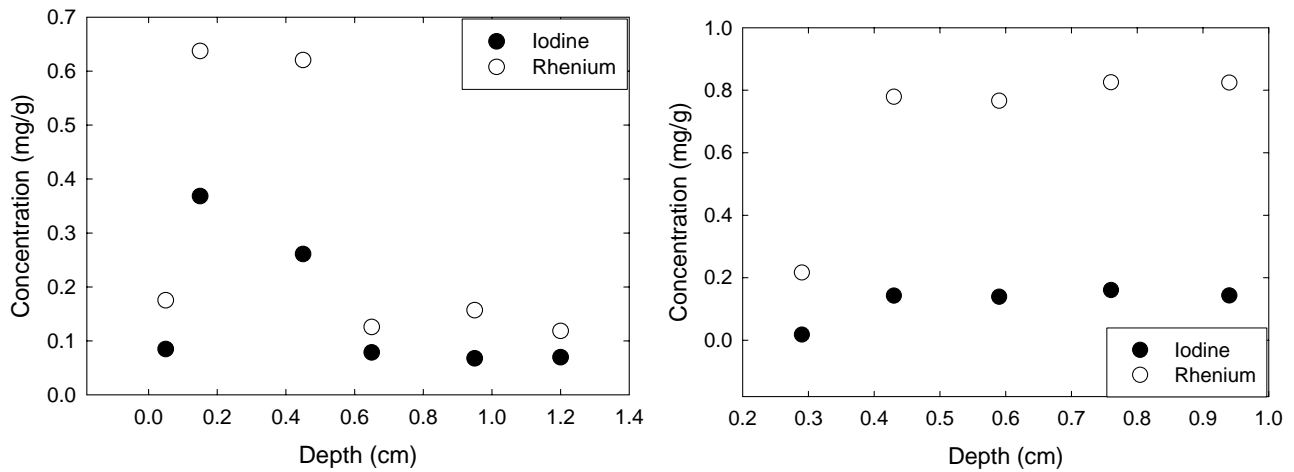 Concentration (mg/g)
0.7
0.6
0.5
0.4
0.3
0.2
0.1
0.0
Iodine
Rhenium
0.0 0.2 0.4 0.6 0.8 1.0 1.2 1.4
Depth (cm)
Concentration (mg/g)
1.0
0.8
0.6
0.4
0.2
0.0
Iodine
Rhenium
0.2 0.3 0.4 0.5 0.6 0.7 0.8 0.9 1.0
Depth (cm)